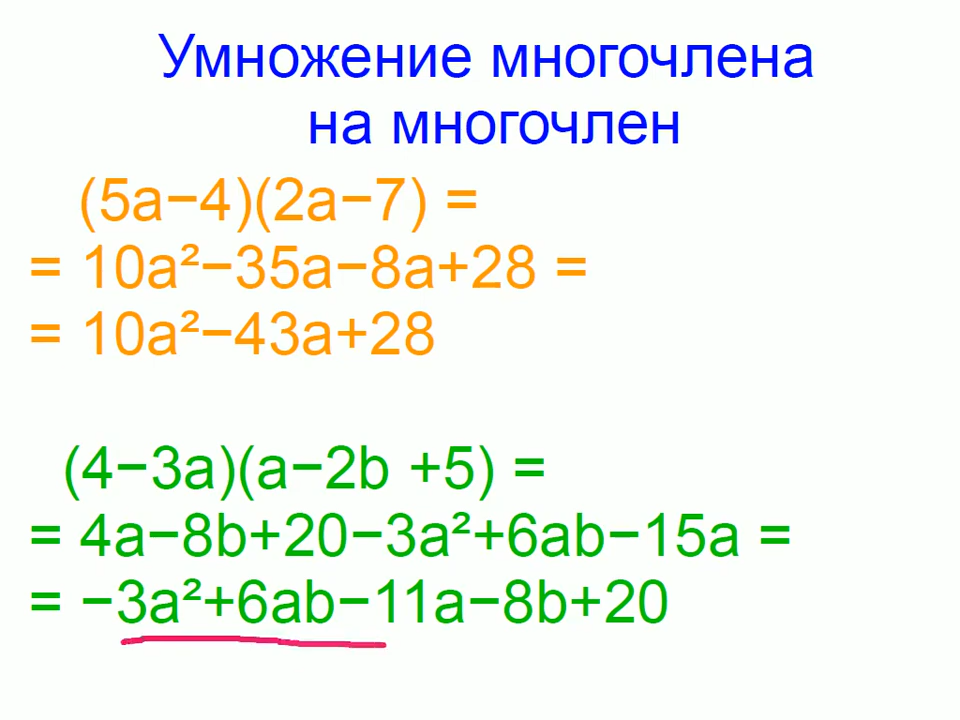 Умножение многочлена
на многочлен
(5a−4)(2a−7) =
= 10a²−35a−8a+28 =
= 10a²−43a+28
(4−3a)(a−2b +5) =
= 4a−8b+20−3a²+6ab−15a =
= −3a²+6ab−11a−8b+20